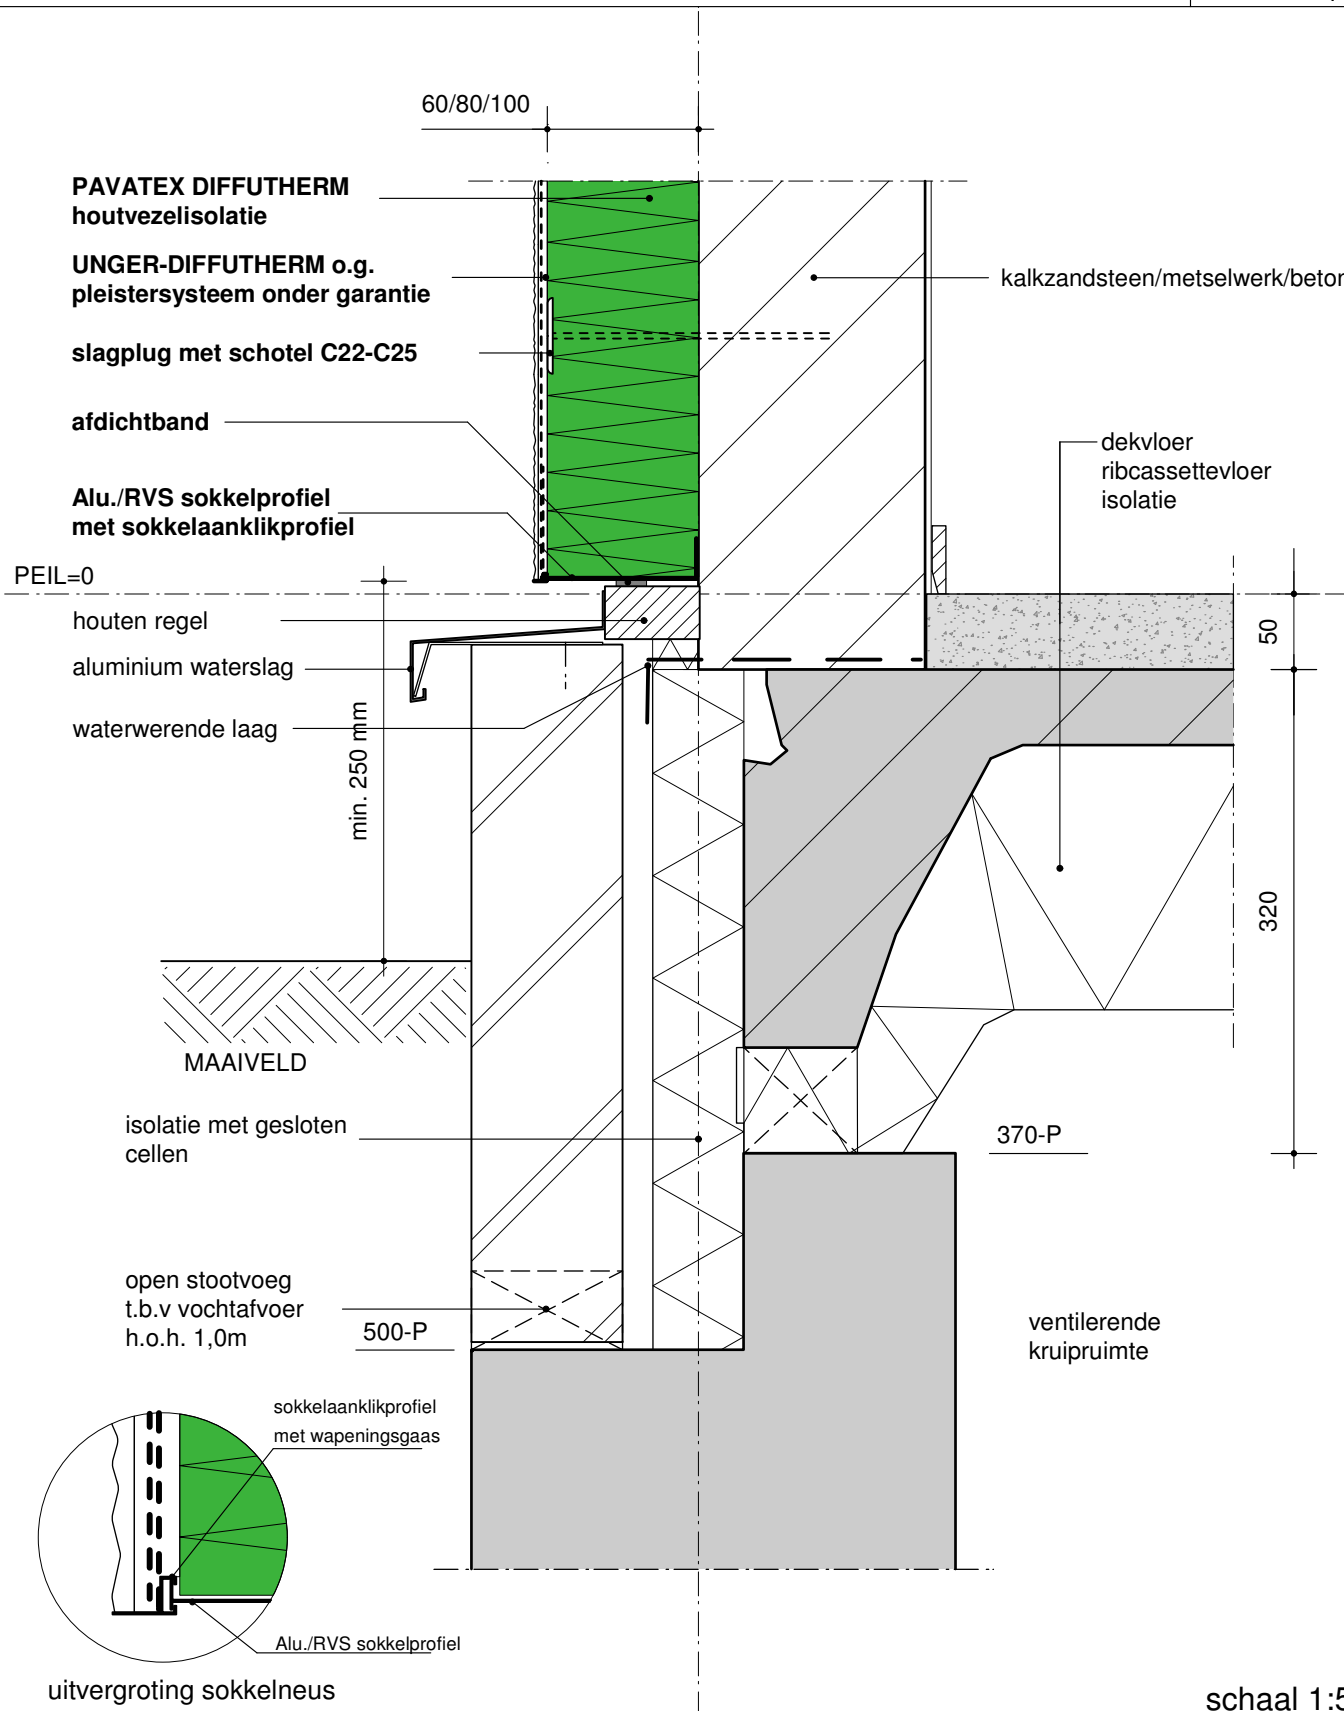 60/80/100
PAVATEX DIFFUTHERM
houtvezelisolatie
UNGER-DIFFUTHERM o.g.
pleistersysteem onder garantie
kalkzandsteen/metselwerk/beton
slagplug met schotel C22-C25
afdichtband
dekvloer
ribcassettevloer
isolatie
Alu./RVS sokkelprofiel
met sokkelaanklikprofiel
PEIL=0
houten regel
50
aluminium waterslag
waterwerende laag
min. 250 mm
320
MAAIVELD
isolatie met gesloten
cellen
370-P
open stootvoeg
t.b.v vochtafvoer
h.o.h. 1,0m
500-P
ventilerende
kruipruimte
sokkelaanklikprofiel
met wapeningsgaas
Alu./RVS sokkelprofiel
uitvergroting sokkelneus
schaal 1:5